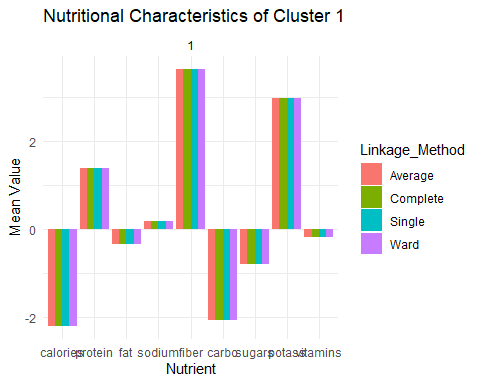 Nutritional Characteristics of Cluster 1
1
2
0
-2
Mean Value
calories protein fat sodium fiber carbo sugars potass vitamins
Nutrient
Linkage_Method
Average
Complete
Single
Ward